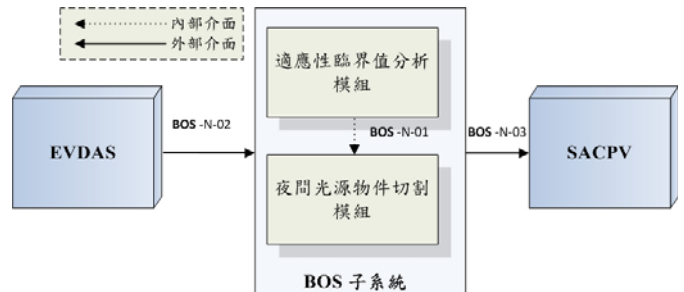 內部介面
外部介面
適應性臨界值分析
模組
BOS -N-02
BOS -N-01
BOS -N-03
EVDAS
SACPV
夜間光源物件切割
模組
BOS 子系統